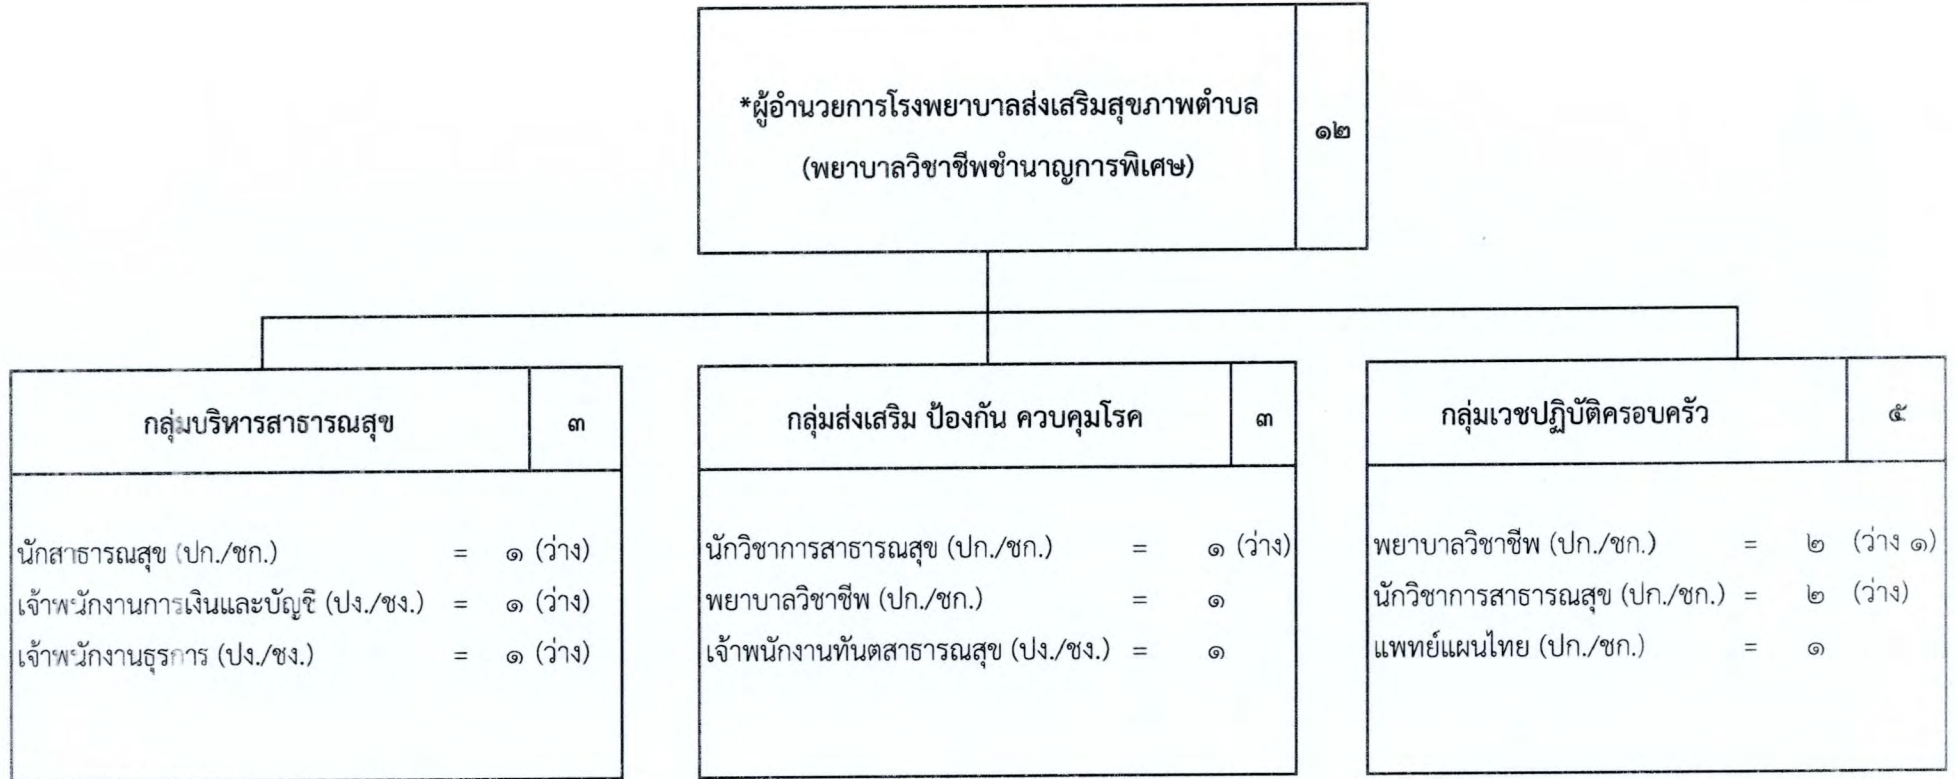 *ผู้อำนวยการโรงพยาบาลส่งเสริมสุขภาพตำบล
(พยาบาลวิชาชีพชำนาญการพิเศษ)
๑๒
กลุ่มบริหารสาธารณสุข ๓
นักสาธารณสุข (ปก./ชก.) = ๑ (ว่าง)
เจ้าพนักงานการเงินและบัญชี (ปง./ชง.) = ๑ (ว่าง)
เจ้าพนักงานธุรการ (ปง./ชง.) = ๑ (ว่าง)
กลุ่มส่งเสริม ป้องกัน ควบคุมโรค ๓
นักวิชาการสาธารณสุข (ปก./ชก.) = ๑ (ว่าง)
พยาบาลวิชาชีพ (ปก./ชก.) = ๑
เจ้าพนักงานทันตสาธารณสุข (ปง./ชง.) = ๑
กลุ่มเวชปฏิบัติครอบครัว ๕
พยาบาลวิชาชีพ (ปก./ชก.) = ๒ (ว่าง ๑)
นักวิชาการสาธารณสุข (ปก./ชก.) = ๒ (ว่าง)
แพทย์แผนไทย (ปก./ชก.) = ๑